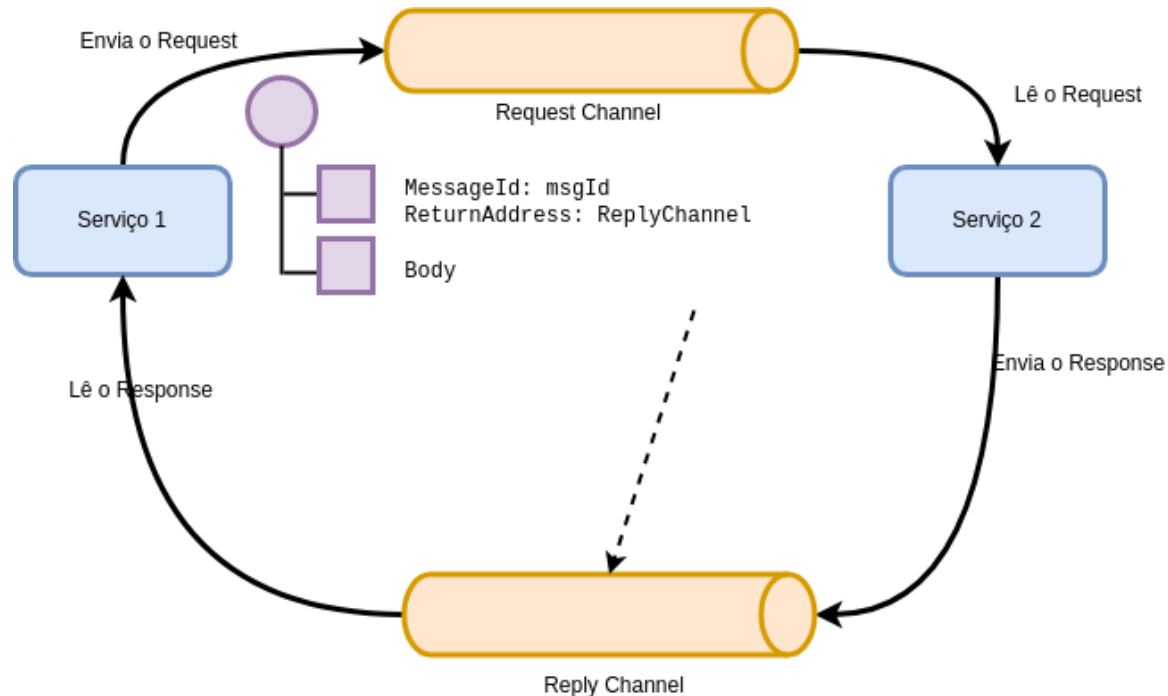 Envia o Request
Request Channel
Lê o Request
MessageId: msgId
ReturnAddress: ReplyChannel
Serviço 1
Serviço 2
Body
Envia o Response
Lê o Response
Reply Channel